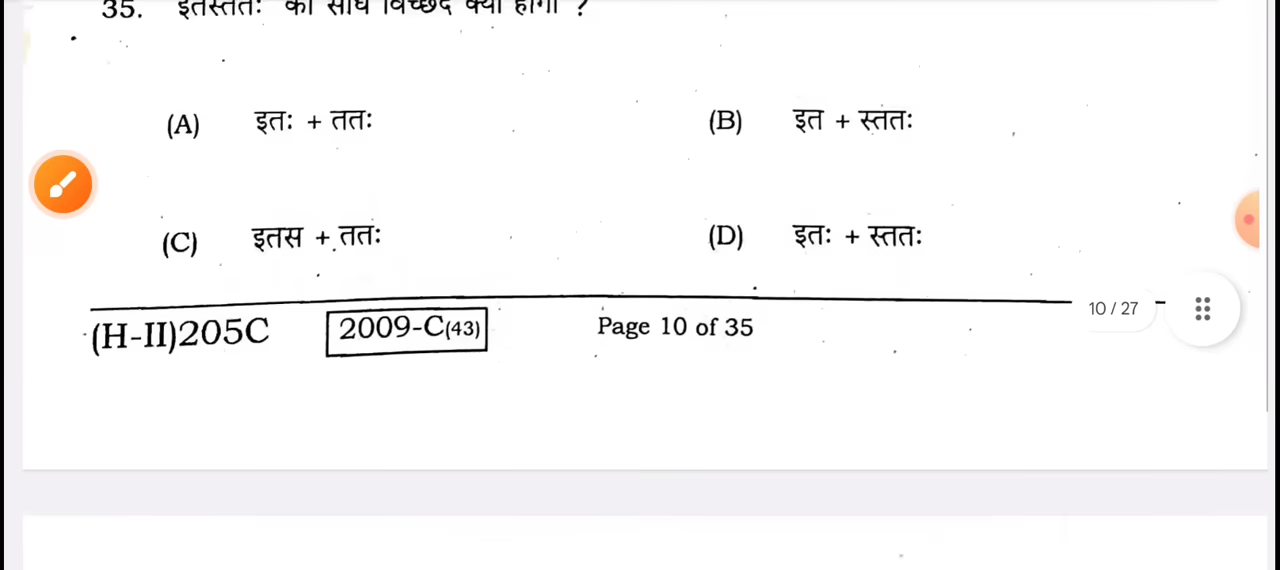 35. इतस्ततः का संधि विच्छेद क्या होगा ?
(A) इतः + ततः
(B) इत + स्ततः
(C) इतस + ततः
(D) इतः + स्ततः
(H-II)205C 2009-C(43) Page 10 of 35
10 / 27